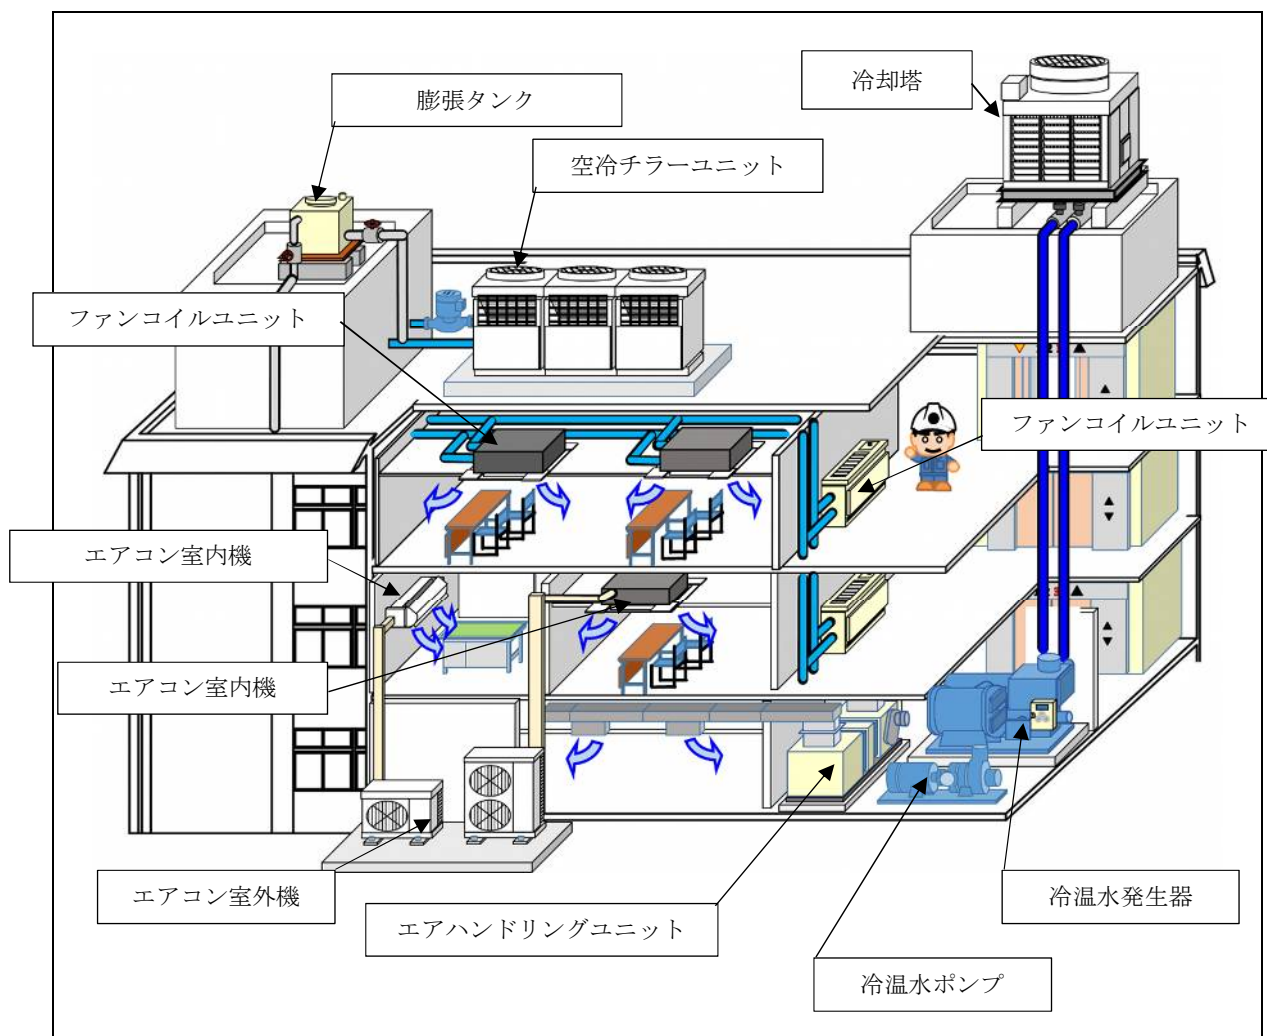 冷却塔
膨張タンク
空冷チラーユニット
ファンコイルユニット
ファンコイルユニット
エアコン室内機
エアコン室内機
エアコン室外機
冷温水発生器
エアハンドリングユニット
冷温水ポンプ